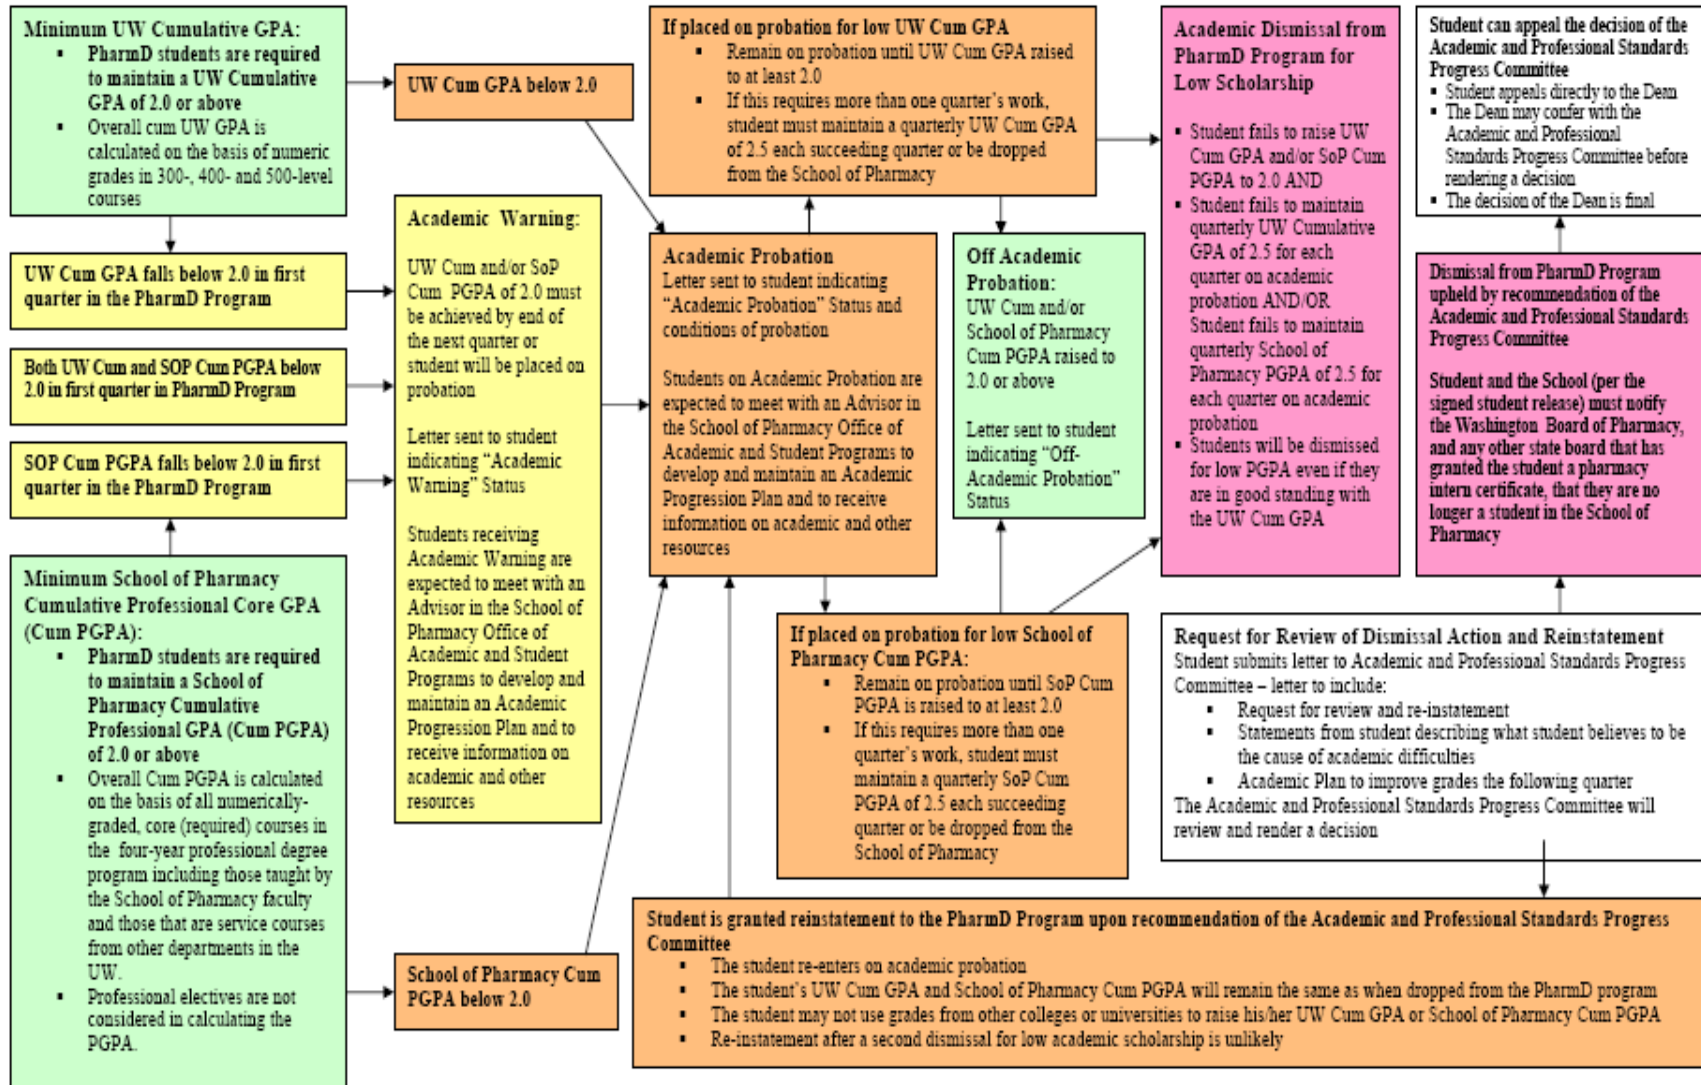 Minimum UW Cumulative GPA:
▪ PharmD students are required
to maintain a UW Cumulative
GPA of 2.0 or above
▪ Overall cum UW GPA is
calculated on the basis of numeric
grades in 300-, 400- and 500-level
courses
UW Cum GPA falls below 2.0 in first
quarter in the PharmD Program
Both UW Cum and SOP Cum PGPA below
2.0 in first quarter in PharmD Program
SOP Cum PGPA falls below 2.0 in first
quarter in the PharmD Program
Minimum School of Pharmacy
Cumulative Professional Core GPA
(Cum PGPA):
▪ PharmD students are required
to maintain a School of
Pharmacy Cumulative
Professional GPA (Cum PGPA)
of 2.0 or above
▪ Overall Cum PGPA is calculated
on the basis of all numerically-
graded, core (required) courses in
the four-year professional degree
program including those taught by
the School of Pharmacy faculty
and those that are service courses
from other departments in the
UW.
▪ Professional electives are not
considered in calculating the
PGPA.
UW Cum GPA below 2.0
Academic Warning:
UW Cum and/or SoP
Cum PGPA of 2.0 must
be achieved by end of
the next quarter or
student will be placed on
probation
Letter sent to student
indicating “Academic
Warning” Status
Students receiving
Academic Warning are
expected to meet with an
Advisor in the School of
Pharmacy Office of
Academic and Student
Programs to develop and
maintain an Academic
Progression Plan and to
receive information on
academic and other
resources
School of Pharmacy Cum
PGPA below 2.0
If placed on probation for low UW Cum GPA
▪ Remain on probation until UW Cum GPA raised
to at least 2.0
▪ If this requires more than one quarter’s work,
student must maintain a quarterly UW Cum GPA
of 2.5 each succeeding quarter or be dropped
from the School of Pharmacy
Academic Probation
Letter sent to student indicating
“Academic Probation” Status and
conditions of probation
Students on Academic Probation are
expected to meet with an Advisor in
the School of Pharmacy Office of
Academic and Student Programs to
develop and maintain an Academic
Progression Plan and to receive
information on academic and other
resources
Off Academic
Probation:
UW Cum and/or
School of Pharmacy
Cum PGPA raised to
2.0 or above
Letter sent to student
indicating “Off-
Academic Probation”
Status
If placed on probation for low School of
Pharmacy Cum PGPA:
▪ Remain on probation until SoP Cum
PGPA is raised to at least 2.0
▪ If this requires more than one
quarter’s work, student must
maintain a quarterly SoP Cum
PGPA of 2.5 each succeeding
quarter or be dropped from the
School of Pharmacy
Academic Dismissal from
PharmD Program for
Low Scholarship
▪ Student fails to raise UW
Cum GPA and/or SoP Cum
PGPA to 2.0 AND
▪ Student fails to maintain
quarterly UW Cumulative
GPA of 2.5 for each
quarter on academic
probation AND/OR
Student fails to maintain
quarterly School of
Pharmacy PGPA of 2.5 for
each quarter on academic
probation
▪ Students will be dismissed
for low PGPA even if they
are in good standing with
the UW Cum GPA
Student can appeal the decision of the
Academic and Professional Standards
Progress Committee
▪ Student appeals directly to the Dean
▪ The Dean may confer with the
Academic and Professional
Standards Progress Committee before
rendering a decision
▪ The decision of the Dean is final
Dismissal from PharmD Program
upheld by recommendation of the
Academic and Professional Standards
Progress Committee
Student and the School (per the
signed student release) must notify
the Washington Board of Pharmacy,
and any other state board that has
granted the student a pharmacy
intern certificate, that they are no
longer a student in the School of
Pharmacy
Request for Review of Dismissal Action and Reinstatement
Student submits letter to Academic and Professional Standards Progress
Committee – letter to include:
▪ Request for review and re-instatement
▪ Statements from student describing what student believes to be
the cause of academic difficulties
▪ Academic Plan to improve grades the following quarter
The Academic and Professional Standards Progress Committee will
review and render a decision
Student is granted reinstatement to the PharmD Program upon recommendation of the Academic and Professional Standards Progress
Committee
▪ The student re-enters on academic probation
▪ The student’s UW Cum GPA and School of Pharmacy Cum PGPA will remain the same as when dropped from the PharmD program
▪ The student may not use grades from other colleges or universities to raise his/her UW Cum GPA or School of Pharmacy Cum PGPA
▪ Re-instatement after a second dismissal for low academic scholarship is unlikely